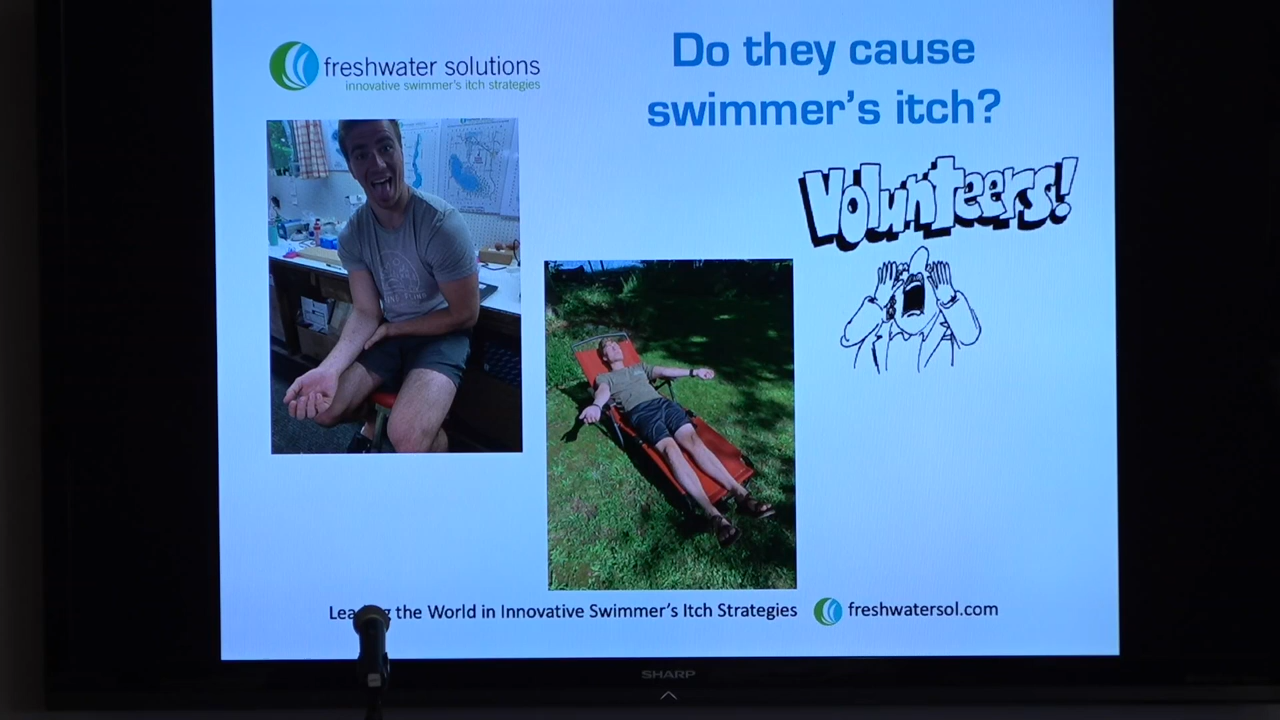 freshwater solutions
innovative swimmer's itch strategies
Do they cause
swimmer's itch?
Volunteers!
the World in Innovative Swimmer's Itch Strategies
freshwatersol.com
SHARP